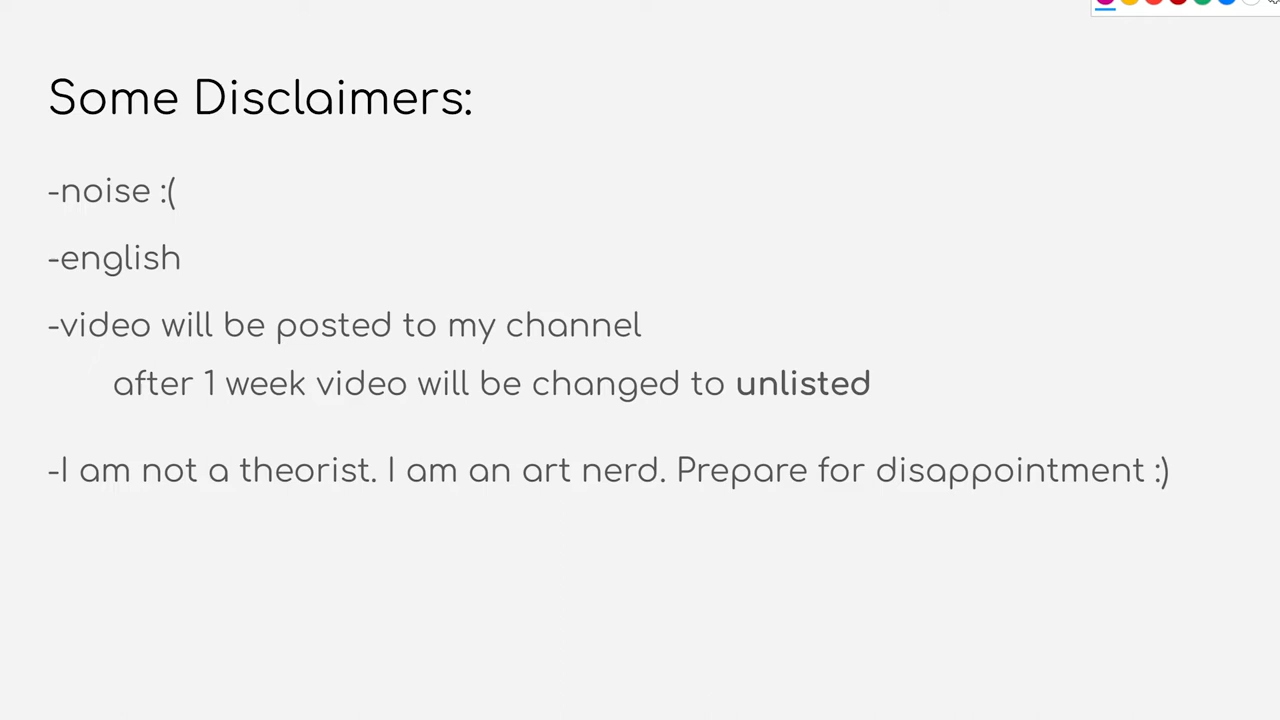 Some Disclaimers:
-noise :(
-english
-video will be posted to my channel
after 1 week video will be changed to unlisted
-I am not a theorist. I am an art nerd. Prepare for disappointment :)